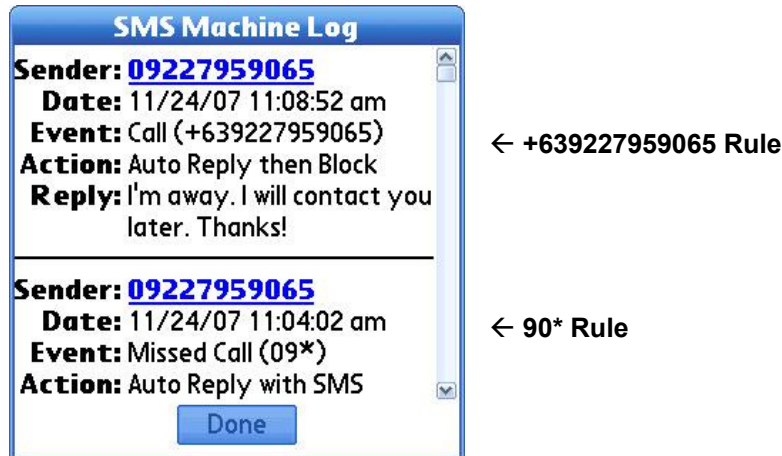 SMS Machine Log
Sender: 09227959065
Date: 11/24/07 11:08:52 am
Event: Call (+639227959065)
← +639227959065 Rule
Action: Auto Reply then Block
Reply: I'm away. I will contact you
later. Thanks!
Sender: 09227959065
Date: 11/24/07 11:04:02 am
← 90* Rule
Event: Missed Call (09*)
Action: Auto Reply with SMS
Done